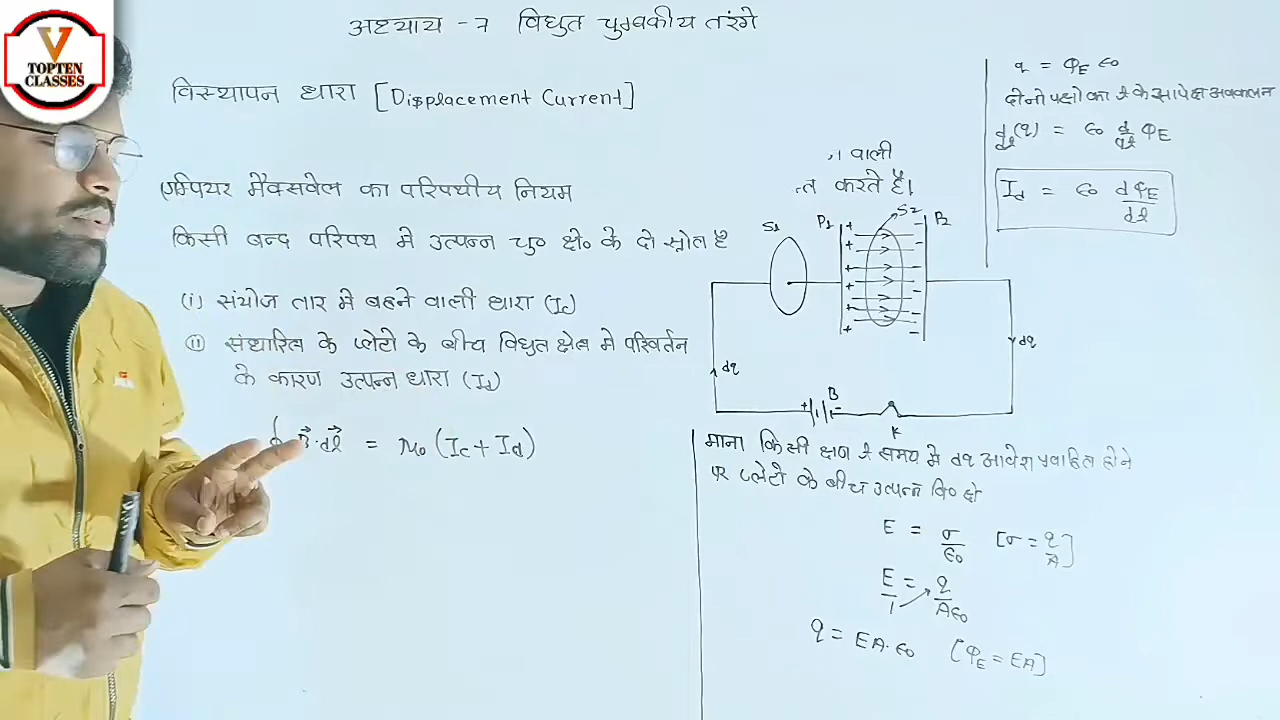 V
TOPTEN
CLASSES
अध्याय - 7 विधुत चुम्बकीय तरंगे
विस्थापन धारा [Displacement Current]
एम्पियर मैक्सवेल का परिपथीय नियम
किसी बन्द परिपथ मे उत्पन्न चु० क्षे० के दो स्रोत है
(i) संयोज तार मे बहने वाली धारा (Ic)
(ii) संधारित्र के प्लेटो के बीच विधुत क्षेत्र मे परिवर्तन
के कारण उत्पन्न धारा (Id)
∮ B⃗·dl⃗ = μ₀ (Ic + Id)
वाली
करते है।
S1 P1 S2 P2
dq dq
+ B -
K
माना किसी क्षण t समय मे dq आवेश प्रवाहित होने
पर प्लेटो के बीच उत्पन्न वि० क्षे०
E = σ/ε₀ [σ = q/A]
E/1 = q/Aε₀
q = EA·ε₀ [ΦE = EA]
q = ΦE ε₀
दोनो पक्षो का t के सापेक्ष अवकलन
d/dt (q) = ε₀ d/dt ΦE
Id = ε₀ dΦE/dt